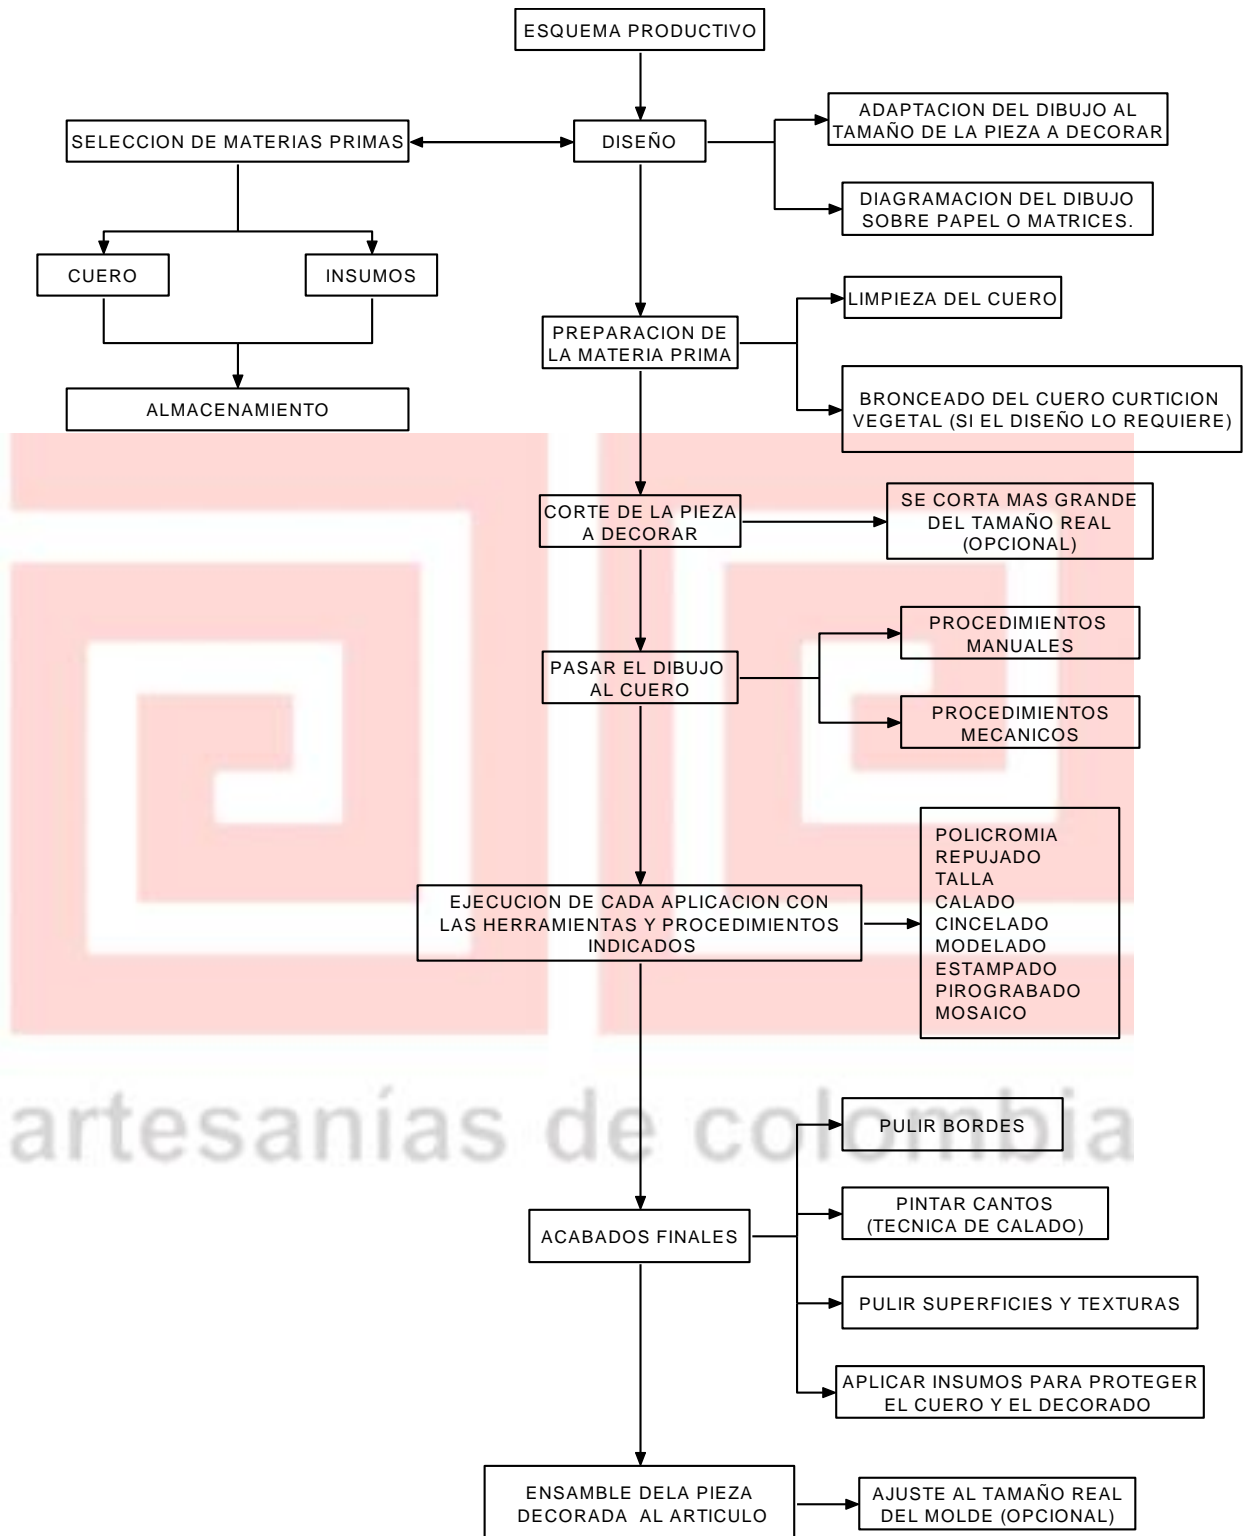 ESQUEMA PRODUCTIVO
SELECCION DE MATERIAS PRIMAS
DISEÑO
ADAPTACION DEL DIBUJO AL
TAMAÑO DE LA PIEZA A DECORAR
DIAGRAMACION DEL DIBUJO
SOBRE PAPEL O MATRICES.
CUERO
INSUMOS
ALMACENAMIENTO
PREPARACION DE
LA MATERIA PRIMA
LIMPIEZA DEL CUERO
BRONCEADO DEL CUERO CURTICION
VEGETAL (SI EL DISEÑO LO REQUIERE)
CORTE DE LA PIEZA
A DECORAR
SE CORTA MAS GRANDE
DEL TAMAÑO REAL
(OPCIONAL)
PASAR EL DIBUJO
AL CUERO
PROCEDIMIENTOS
MANUALES
PROCEDIMIENTOS
MECANICOS
EJECUCION DE CADA APLICACION CON
LAS HERRAMIENTAS Y PROCEDIMIENTOS
INDICADOS
POLICROMIA
REPUJADO
TALLA
CALADO
CINCELADO
MODELADO
ESTAMPADO
PIROGRABADO
MOSAICO
artesanías de colombia
ACABADOS FINALES
PULIR BORDES
PINTAR CANTOS
(TECNICA DE CALADO)
PULIR SUPERFICIES Y TEXTURAS
APLICAR INSUMOS PARA PROTEGER
EL CUERO Y EL DECORADO
ENSAMBLE DELA PIEZA
DECORADA AL ARTICULO
AJUSTE AL TAMAÑO REAL
DEL MOLDE (OPCIONAL)